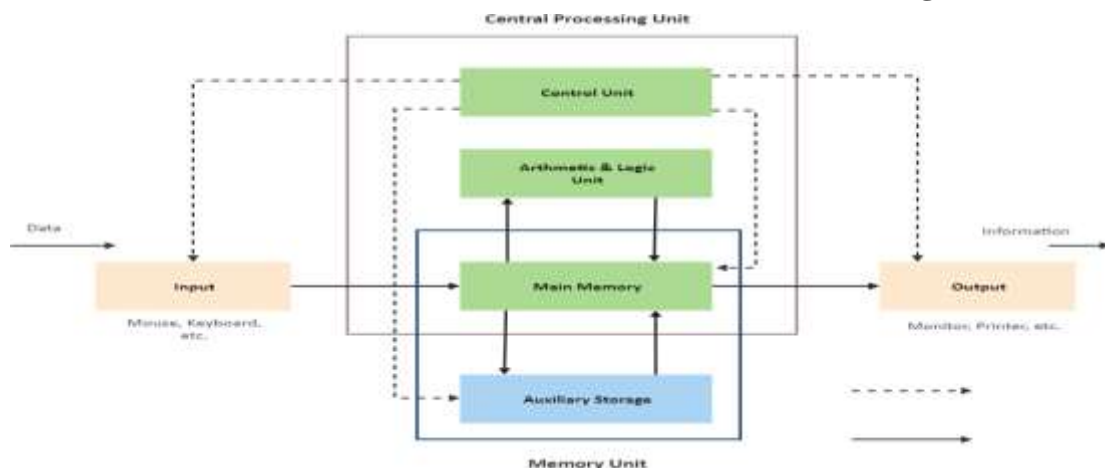 Central Processing Unit
Control Unit
Arthmetic & Logic
Unit
Data
Information
Input
Main Memory
Output
Mouse, Keyboard,
etc.
Monitor, Printer, etc.
Auxiliary Storage
Memory Unit